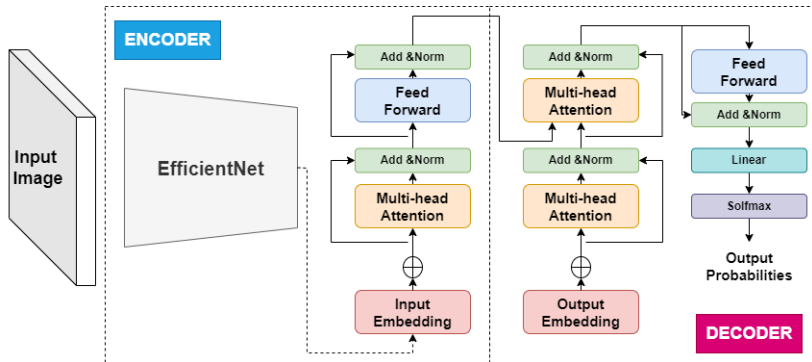 ENCODER
Input
Image
EfficientNet
Add &Norm
Feed
Forward
Add &Norm
Multi-head
Attention
Input
Embedding
Add &Norm
Multi-head
Attention
Add &Norm
Multi-head
Attention
Output
Embedding
Feed
Forward
Add &Norm
Linear
Solfmax
Output
Probabilities
DECODER